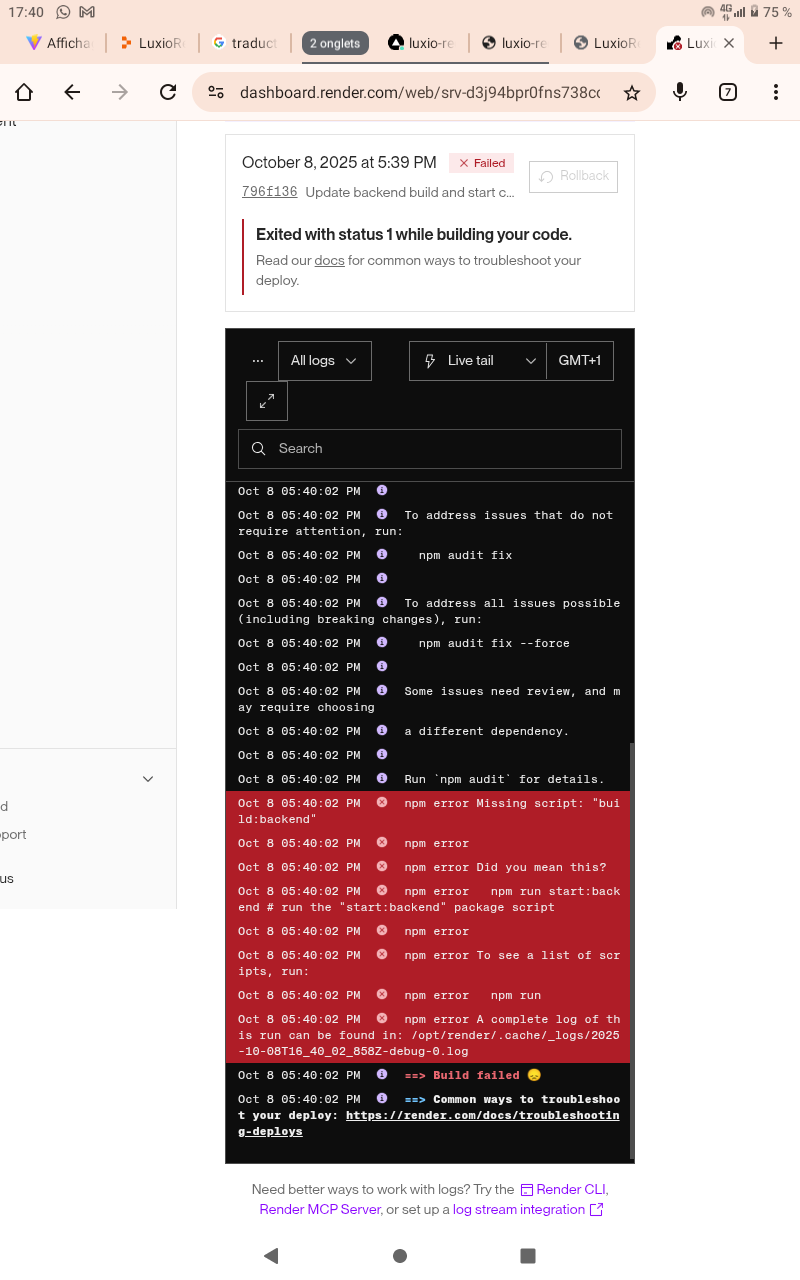 17:40
4G
75 %
Afficha
LuxioRe
traduct
2 onglets
luxio-re
luxio-re
LuxioRe
Luxi
dashboard.render.com/web/srv-d3j94bpr0fns738cc
7
October 8, 2025 at 5:39 PM
Failed
Rollback
796f136 Update backend build and start c...
Exited with status 1 while building your code.
Read our docs for common ways to troubleshoot your
deploy.
...
All logs
Live tail
GMT+1
Search
Oct 8 05:40:02 PM
Oct 8 05:40:02 PM To address issues that do not
require attention, run:
Oct 8 05:40:02 PM npm audit fix
Oct 8 05:40:02 PM
Oct 8 05:40:02 PM To address all issues possible
(including breaking changes), run:
Oct 8 05:40:02 PM npm audit fix --force
Oct 8 05:40:02 PM
Oct 8 05:40:02 PM Some issues need review, and m
ay require choosing
Oct 8 05:40:02 PM a different dependency.
Oct 8 05:40:02 PM
Oct 8 05:40:02 PM Run `npm audit` for details.
Oct 8 05:40:02 PM npm error Missing script: "bui
ld:backend"
Oct 8 05:40:02 PM npm error
Oct 8 05:40:02 PM npm error Did you mean this?
Oct 8 05:40:02 PM npm error npm run start:back
end # run the "start:backend" package script
Oct 8 05:40:02 PM npm error
Oct 8 05:40:02 PM npm error To see a list of scr
ipts, run:
Oct 8 05:40:02 PM npm error npm run
Oct 8 05:40:02 PM npm error A complete log of th
is run can be found in: /opt/render/.cache/_logs/2025
-10-08T16_40_02_858Z-debug-0.log
Oct 8 05:40:02 PM ==> Build failed 😞
Oct 8 05:40:02 PM ==> Common ways to troubleshoo
t your deploy: https://render.com/docs/troubleshootin
g-deploys
d
pport
us
Need better ways to work with logs? Try the Render CLI,
Render MCP Server, or set up a log stream integration